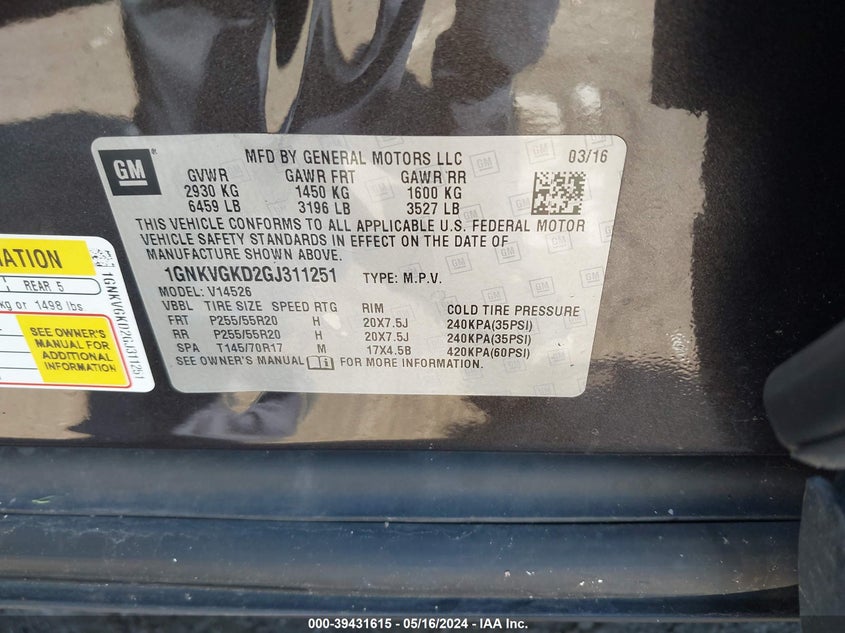 GM
MFD BY GENERAL MOTORS LLC 03/16
GVWR GAWR FRT GAWR RR
2930 KG 1450 KG 1600 KG
6459 LB 3196 LB 3527 LB
THIS VEHICLE CONFORMS TO ALL APPLICABLE U.S. FEDERAL MOTOR
VEHICLE SAFETY STANDARDS IN EFFECT ON THE DATE OF
MANUFACTURE SHOWN ABOVE.
1GNKVGKD2GJ311251 TYPE: M.P.V.
MODEL: V14526
VBBL TIRE SIZE SPEED RTG RIM COLD TIRE PRESSURE
FRT P255/55R20 H 20X7.5J 240KPA(35PSI)
RR P255/55R20 H 20X7.5J 240KPA(35PSI)
SPA T145/70R17 M 17X4.5B 420KPA(60PSI)
SEE OWNER'S MANUAL FOR MORE INFORMATION.
REAR 5
kg or 1498 lbs
SEE OWNER'S
MANUAL FOR
ADDITIONAL
INFORMATION
1GNKVGKD2GJ311251
000-39431615 - 05/16/2024 - IAA Inc.